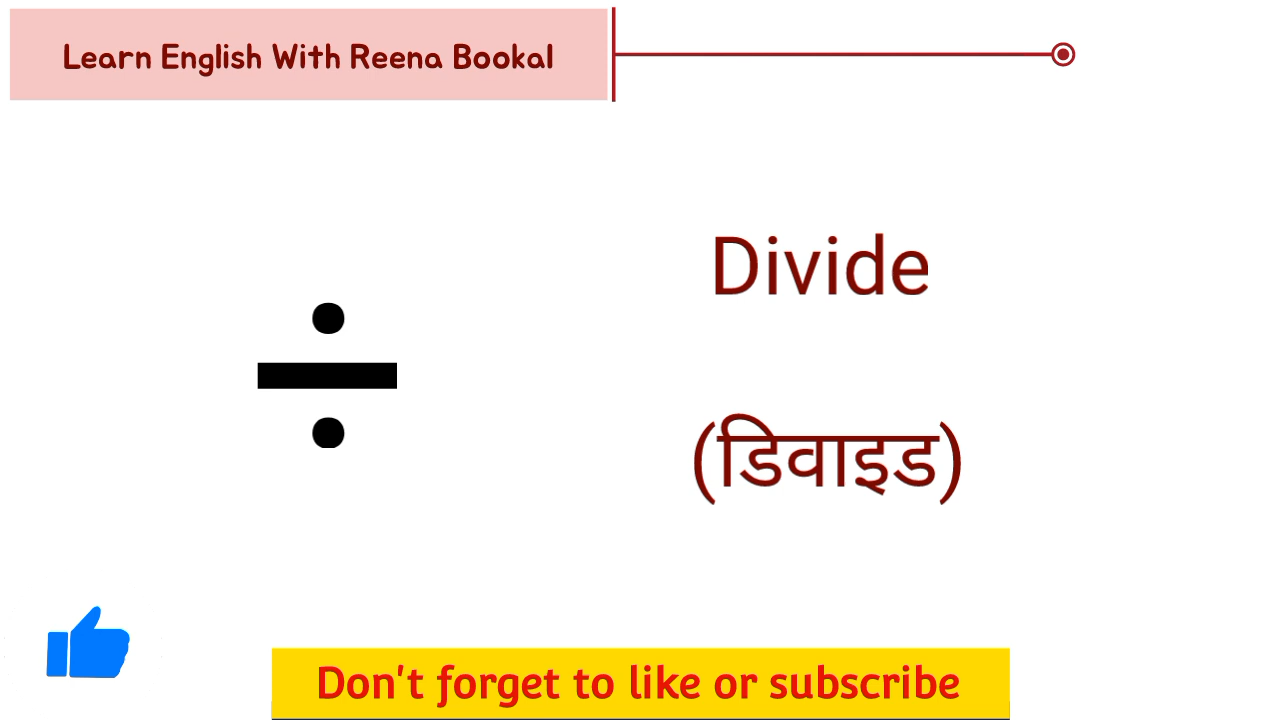 Learn English With Reena Bookal
÷
Divide
(डिवाइड)
Don't forget to like or subscribe